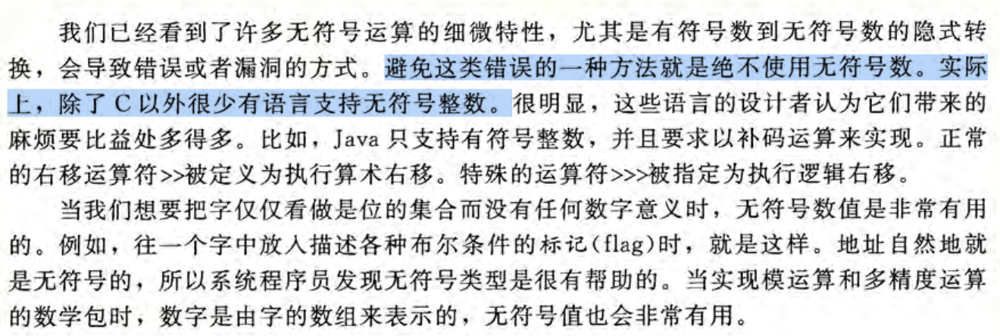 我们已经看到了许多无符号运算的细微特性，尤其是有符号数到无符号数的隐式转
换，会导致错误或者漏洞的方式。避免这类错误的一种方法就是绝不使用无符号数。实际
上，除了 C 以外很少有语言支持无符号整数。很明显，这些语言的设计者认为它们带来的
麻烦要比益处多得多。比如，Java 只支持有符号整数，并且要求以补码运算来实现。正常
的右移运算符>>被定义为执行算术右移。特殊的运算符>>>被指定为执行逻辑右移。
当我们想要把字仅仅看做是位的集合而没有任何数字意义时，无符号数值是非常有用
的。例如，往一个字中放入描述各种布尔条件的标记(flag)时，就是这样。地址自然地就
是无符号的，所以系统程序员发现无符号类型是很有帮助的。当实现模运算和多精度运算
的数学包时，数字是由字的数组来表示的，无符号值也会非常有用。